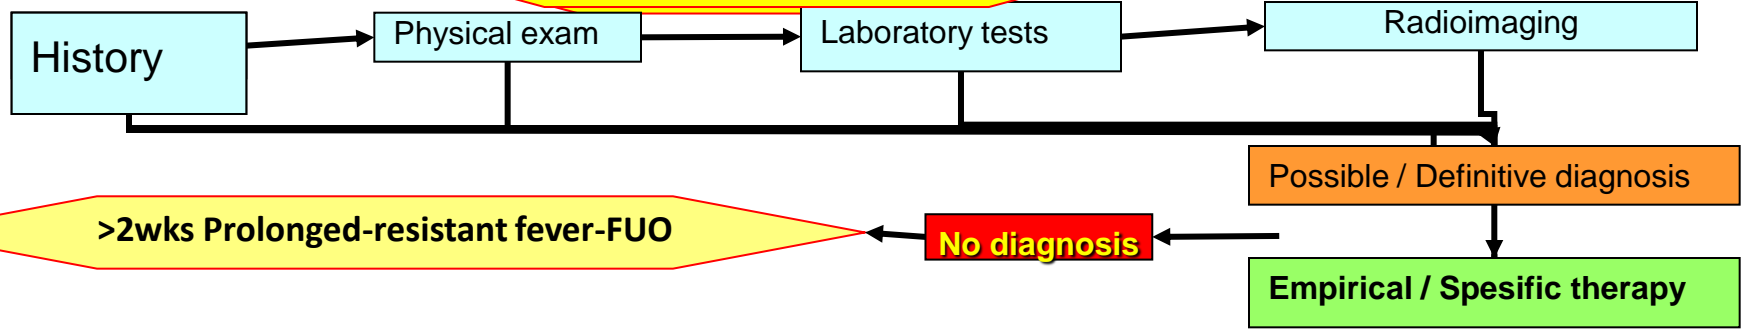 History
Physical exam
Laboratory tests
Radioimaging
Possible / Definitive diagnosis
>2wks Prolonged-resistant fever-FUO
No diagnosis
Empirical / Spesific therapy